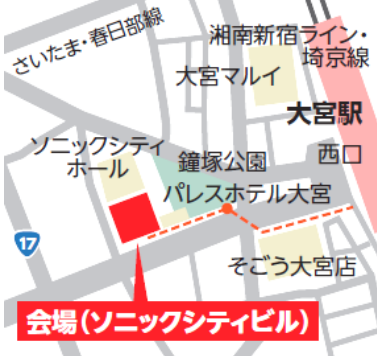 さいたま・春日部線
湘南新宿ライン・
埼京線
大宮マルイ
大宮駅
西口
ソニックシティ
ホール
鐘塚公園
パレスホテル大宮
17
そごう大宮店
会場(ソニックシティビル)